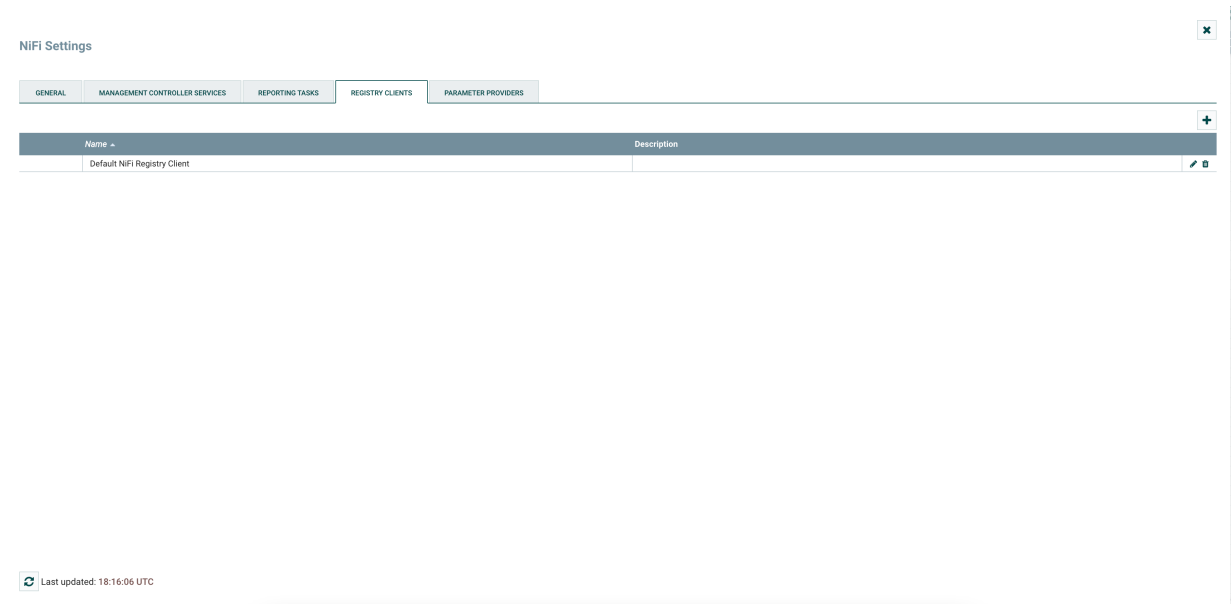 NiFi Settings
GENERAL
MANAGEMENT CONTROLLER SERVICES
REPORTING TASKS
REGISTRY CLIENTS
PARAMETER PROVIDERS
Name
Description
Default NiFi Registry Client
Last updated: 18:16:06 UTC